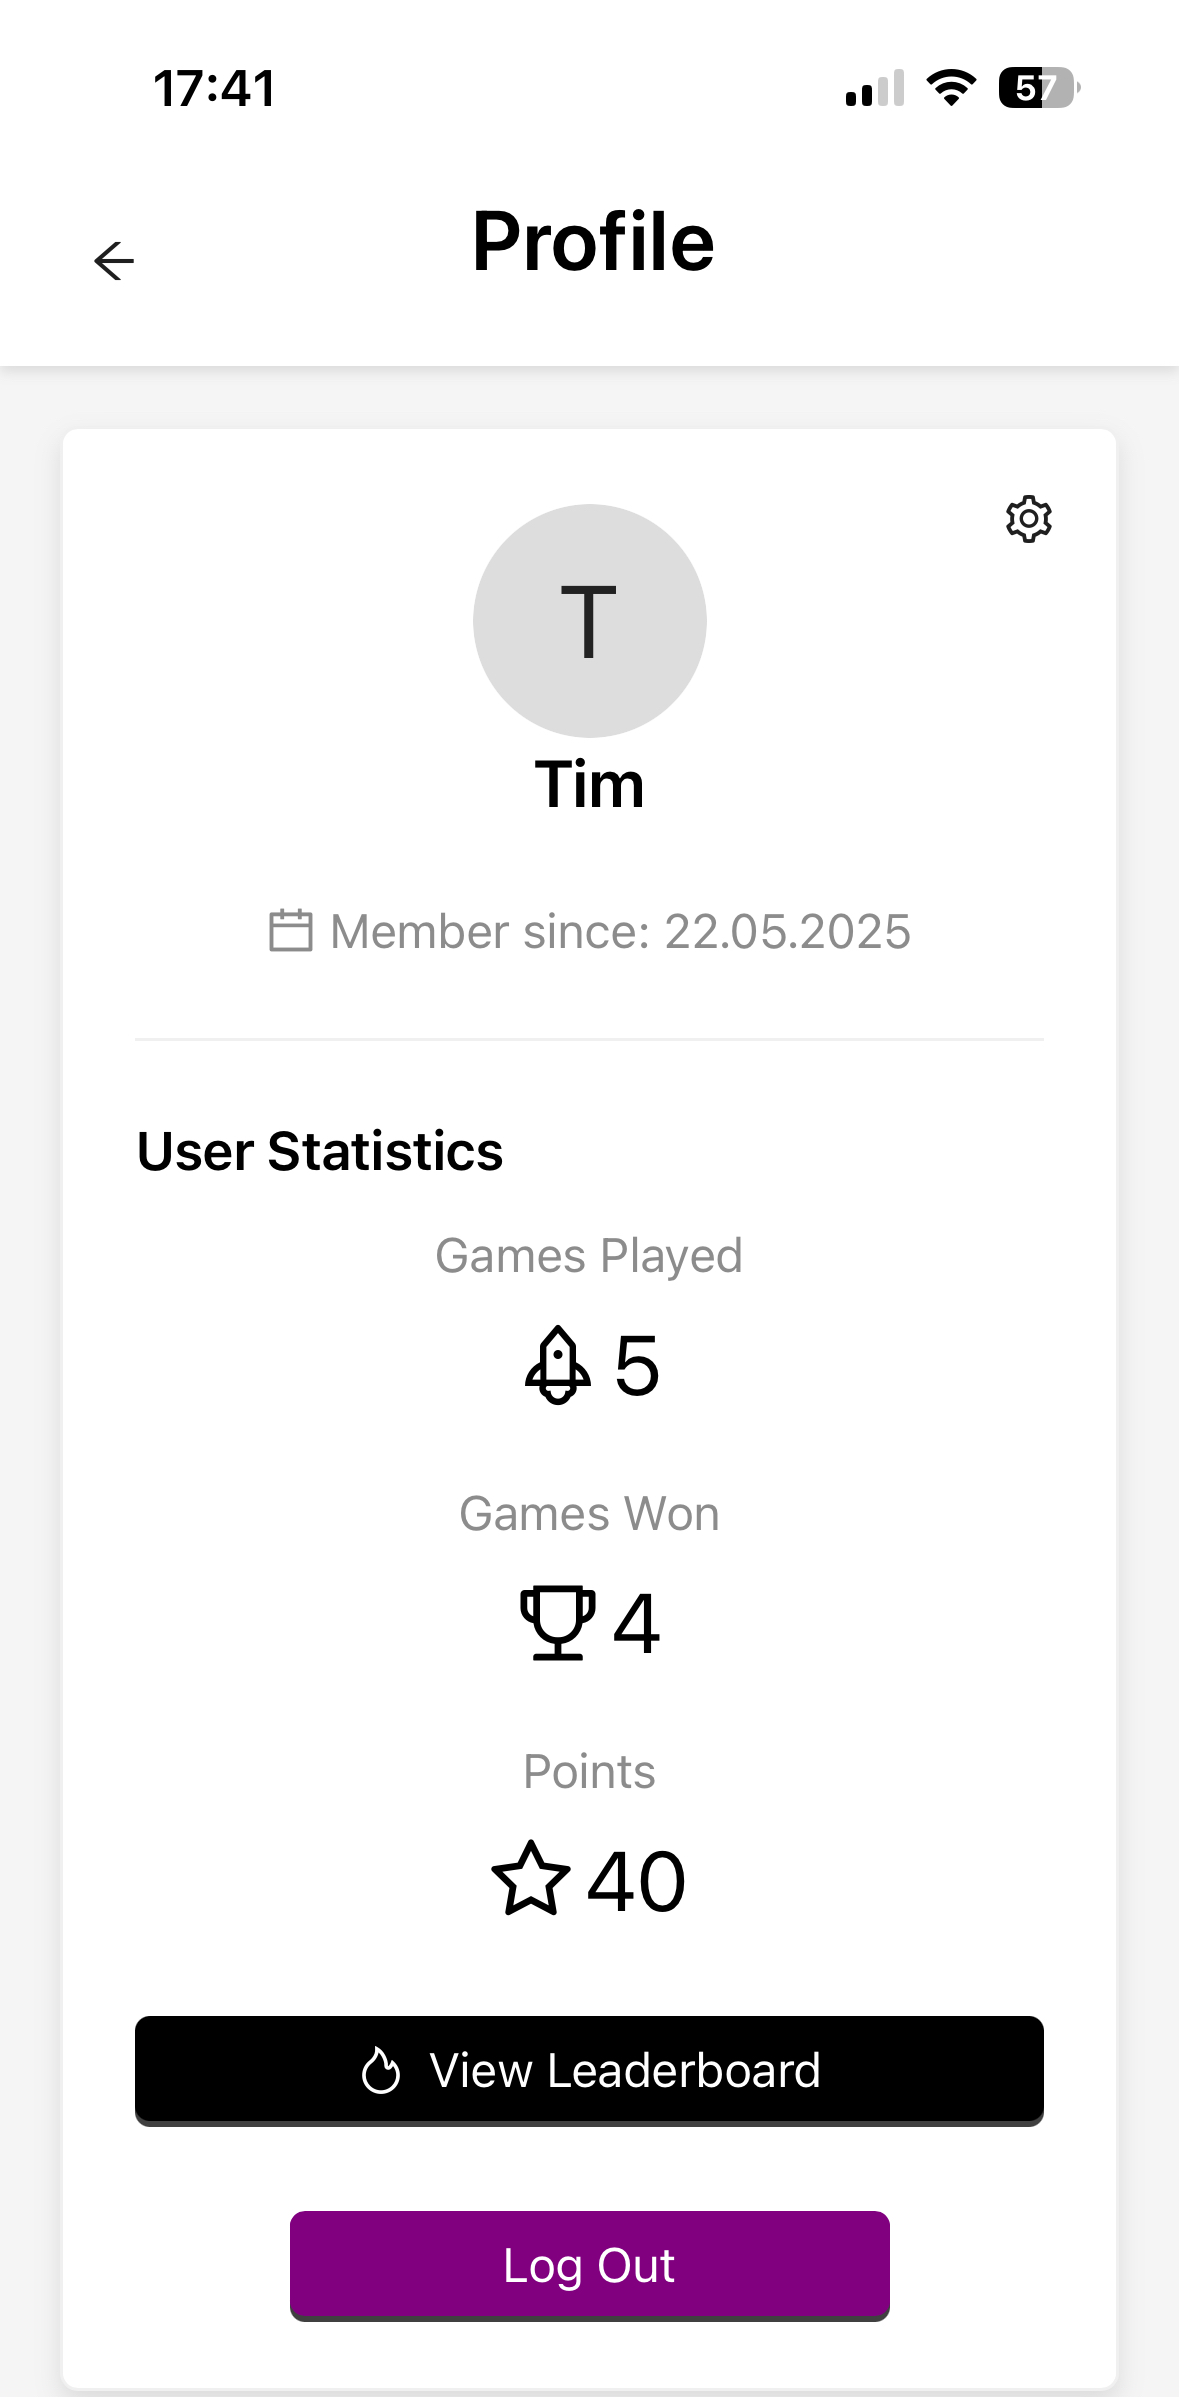 17:41
57
Profile
T
Tim
Member since: 22.05.2025
User Statistics
Games Played
5
Games Won
4
Points
40
View Leaderboard
Log Out